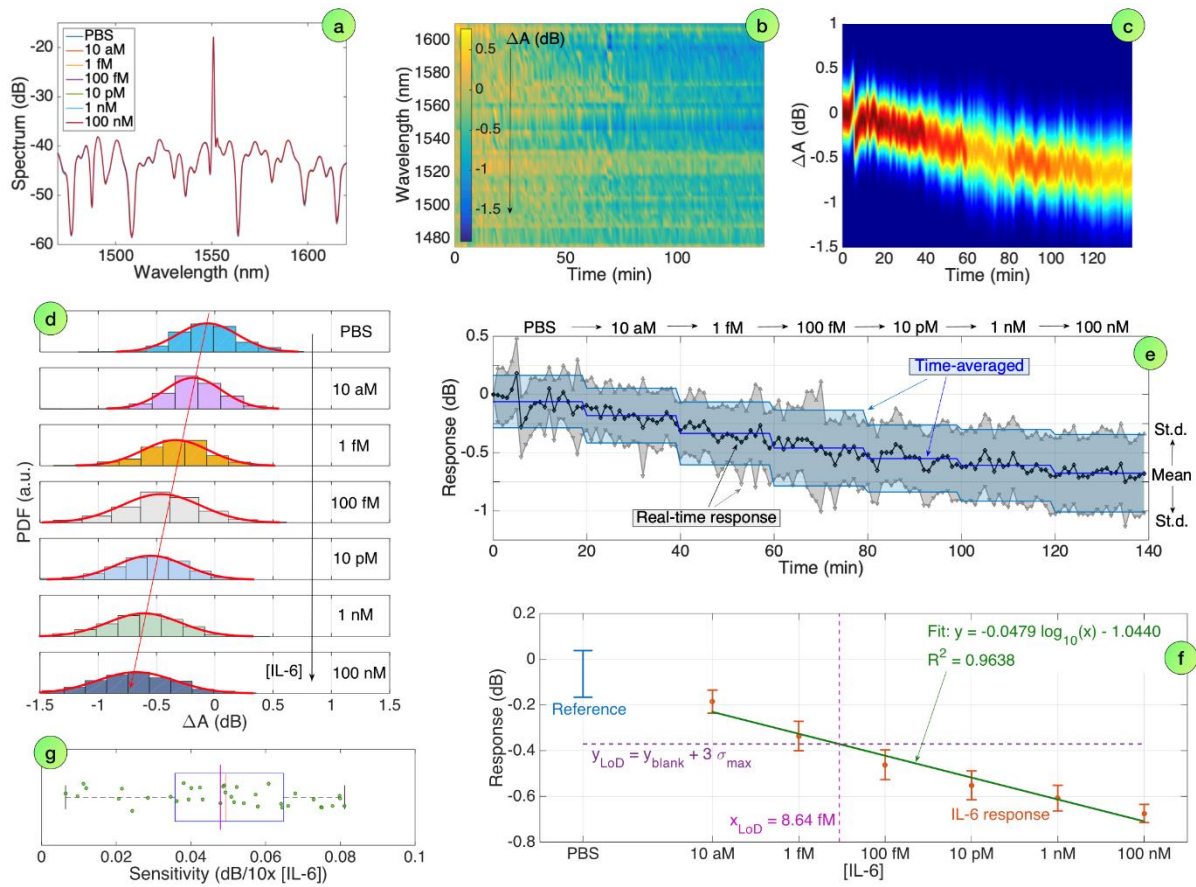 a
PBS
10 aM
1 fM
100 fM
10 pM
1 nM
100 nM
-10
-20
-30
-40
-50
-60
Spectrum (dB)
1500
1550
1600
Wavelength (nm)
b
ΔA (dB)
0.5
0
-0.5
-1
-1.5
1600
1580
1560
1540
1520
1500
1480
Wavelength (nm)
0
50
100
Time (min)
c
1
0.5
0
-0.5
-1
-1.5
ΔA (dB)
0 20 40 60 80 100 120
Time (min)
d
PBS
10 aM
1 fM
100 fM
10 pM
1 nM
[IL-6]
100 nM
PDF (a.u.)
-1.5 -1 -0.5 0 0.5 1 1.5
ΔA (dB)
e
PBS → 10 aM → 1 fM → 100 fM → 10 pM → 1 nM → 100 nM
Time-averaged
0.5
0
-0.5
-1
Response (dB)
Real-time response
St.d.
Mean
St.d.
0 20 40 60 80 100 120 140
Time (min)
f
Fit: y = -0.0479 log10(x) - 1.0440
R2 = 0.9638
0.2
0
-0.2
-0.4
-0.6
-0.8
Response (dB)
Reference
yLoD = yblank + 3 σmax
xLoD = 8.64 fM
IL-6 response
PBS 10 aM 1 fM 100 fM 10 pM 1 nM 100 nM
[IL-6]
g
0 0.02 0.04 0.06 0.08 0.1
Sensitivity (dB/10x [IL-6])